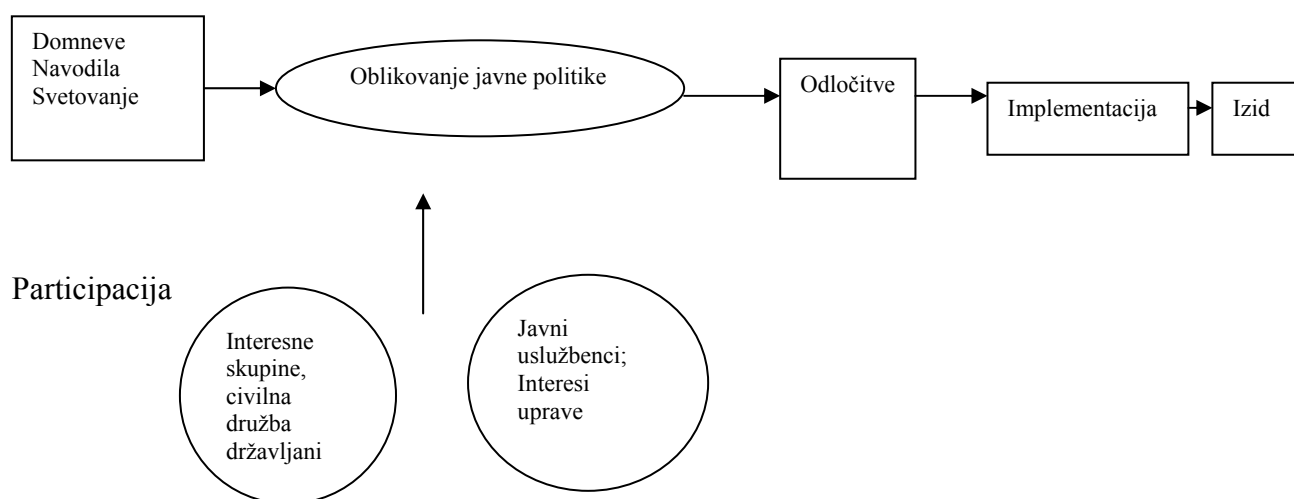 Domneve
Navodila
Svetovanje
Oblikovanje javne politike
Odločitve
Implementacija
Izid
Participacija
Interesne
skupine,
civilna
družba
državljani
Javni
uslužbenci;
Interesi
uprave